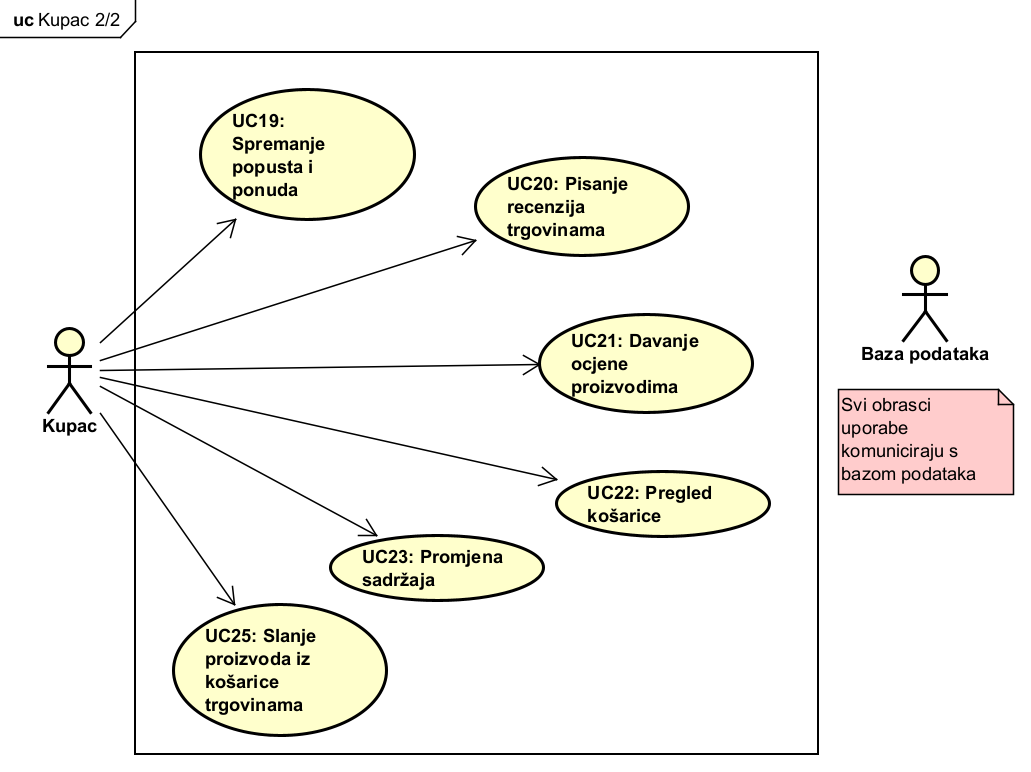 uc Kupac 2/2
UC19:
Spremanje
popusta i
ponuda
UC20: Pisanje
recenzija
trgovinama
UC21: Davanje
ocjene
proizvodima
UC22: Pregled
košarice
UC23: Promjena
sadržaja
UC25: Slanje
proizvoda iz
košarice
trgovinama
Kupac
Baza podataka
Svi obrasci
uporabe
komuniciraju s
bazom podataka